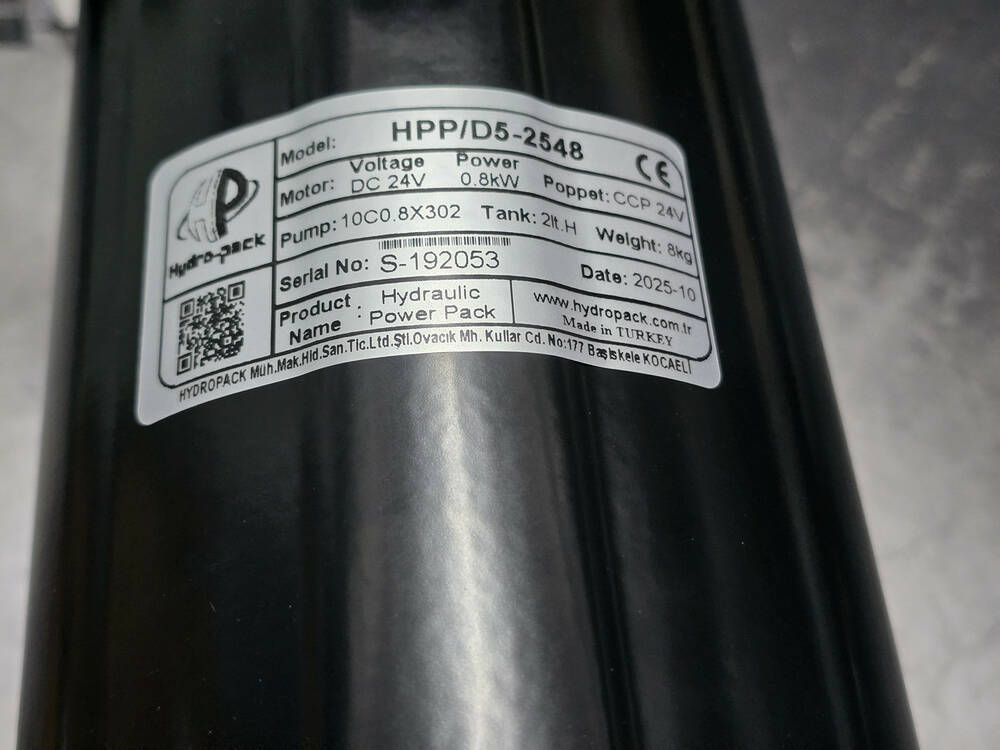 Model: HPP/D5-2548 CE
Motor: Voltage DC 24V Power 0.8kW Poppet: CCP 24V
Pump: 10C0.8X302 Tank: 2lt.H Weight: 8kg
Serial No: S-192053 Date: 2025-10
Product Name : Hydraulic Power Pack
www.hydropack.com.tr
Made in TURKEY
HP
Hydro-pack
HYDROPACK Müh.Mak.Hid.San.Tic.Ltd.Şti.Ovacık Mh. Kullar Cd. No:177 Başiskele KOCAELİ